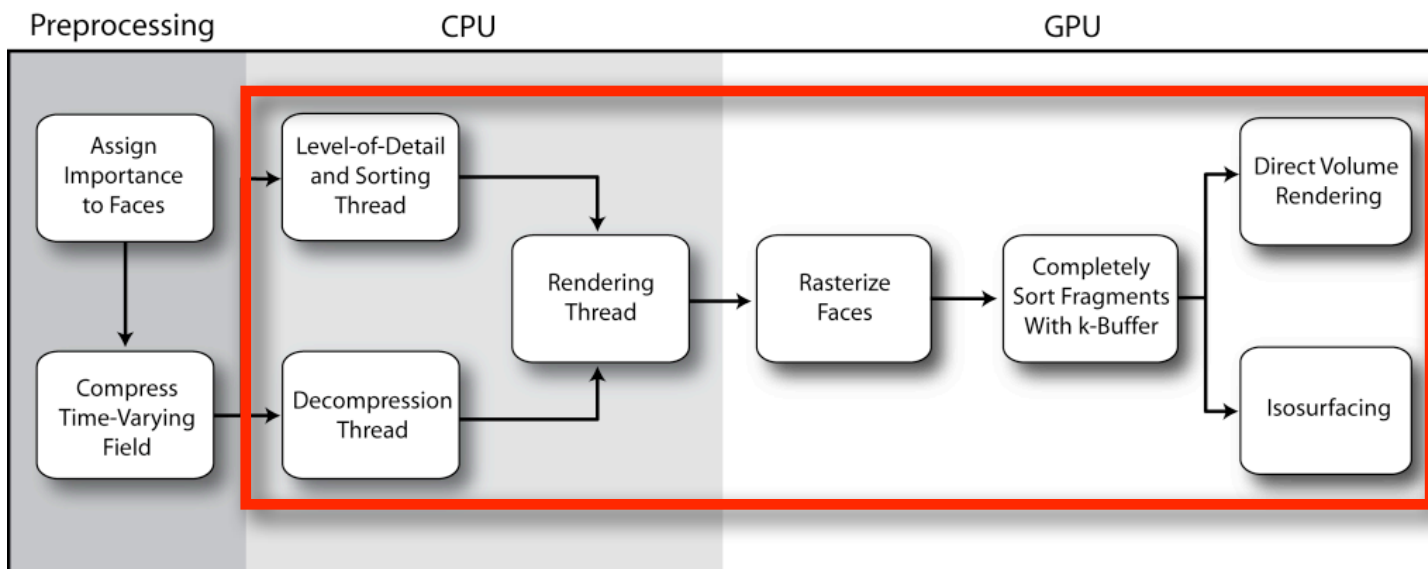 Preprocessing
CPU
GPU
Assign
Importance
to Faces
Compress
Time-Varying
Field
Level-of-Detail
and Sorting
Thread
Decompression
Thread
Rendering
Thread
Rasterize
Faces
Completely
Sort Fragments
With k-Buffer
Direct Volume
Rendering
Isosurfacing